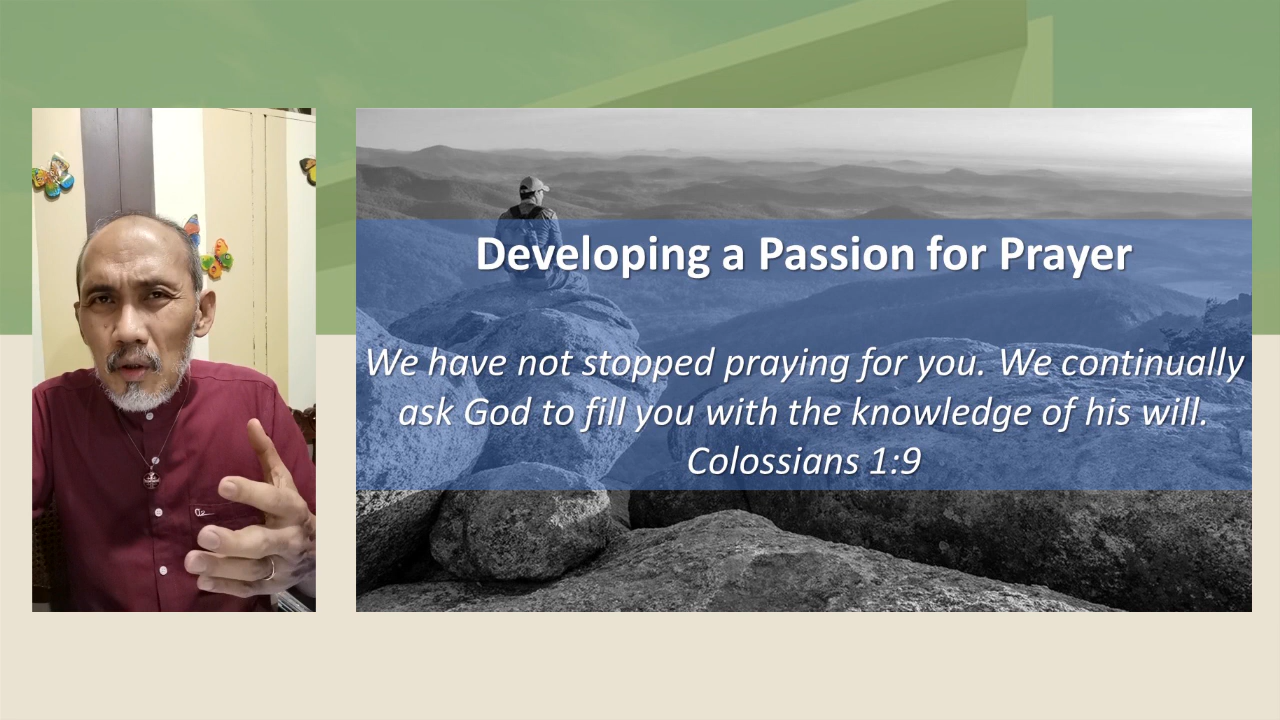 Developing a Passion for Prayer
We have not stopped praying for you. We continually
ask God to fill you with the knowledge of his will.
Colossians 1:9